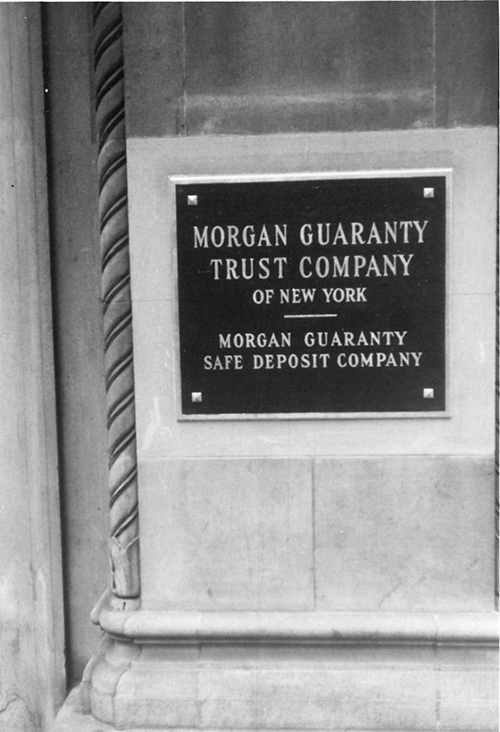 MORGAN GUARANTY
TRUST COMPANY
OF NEW YORK
MORGAN GUARANTY
SAFE DEPOSIT COMPANY